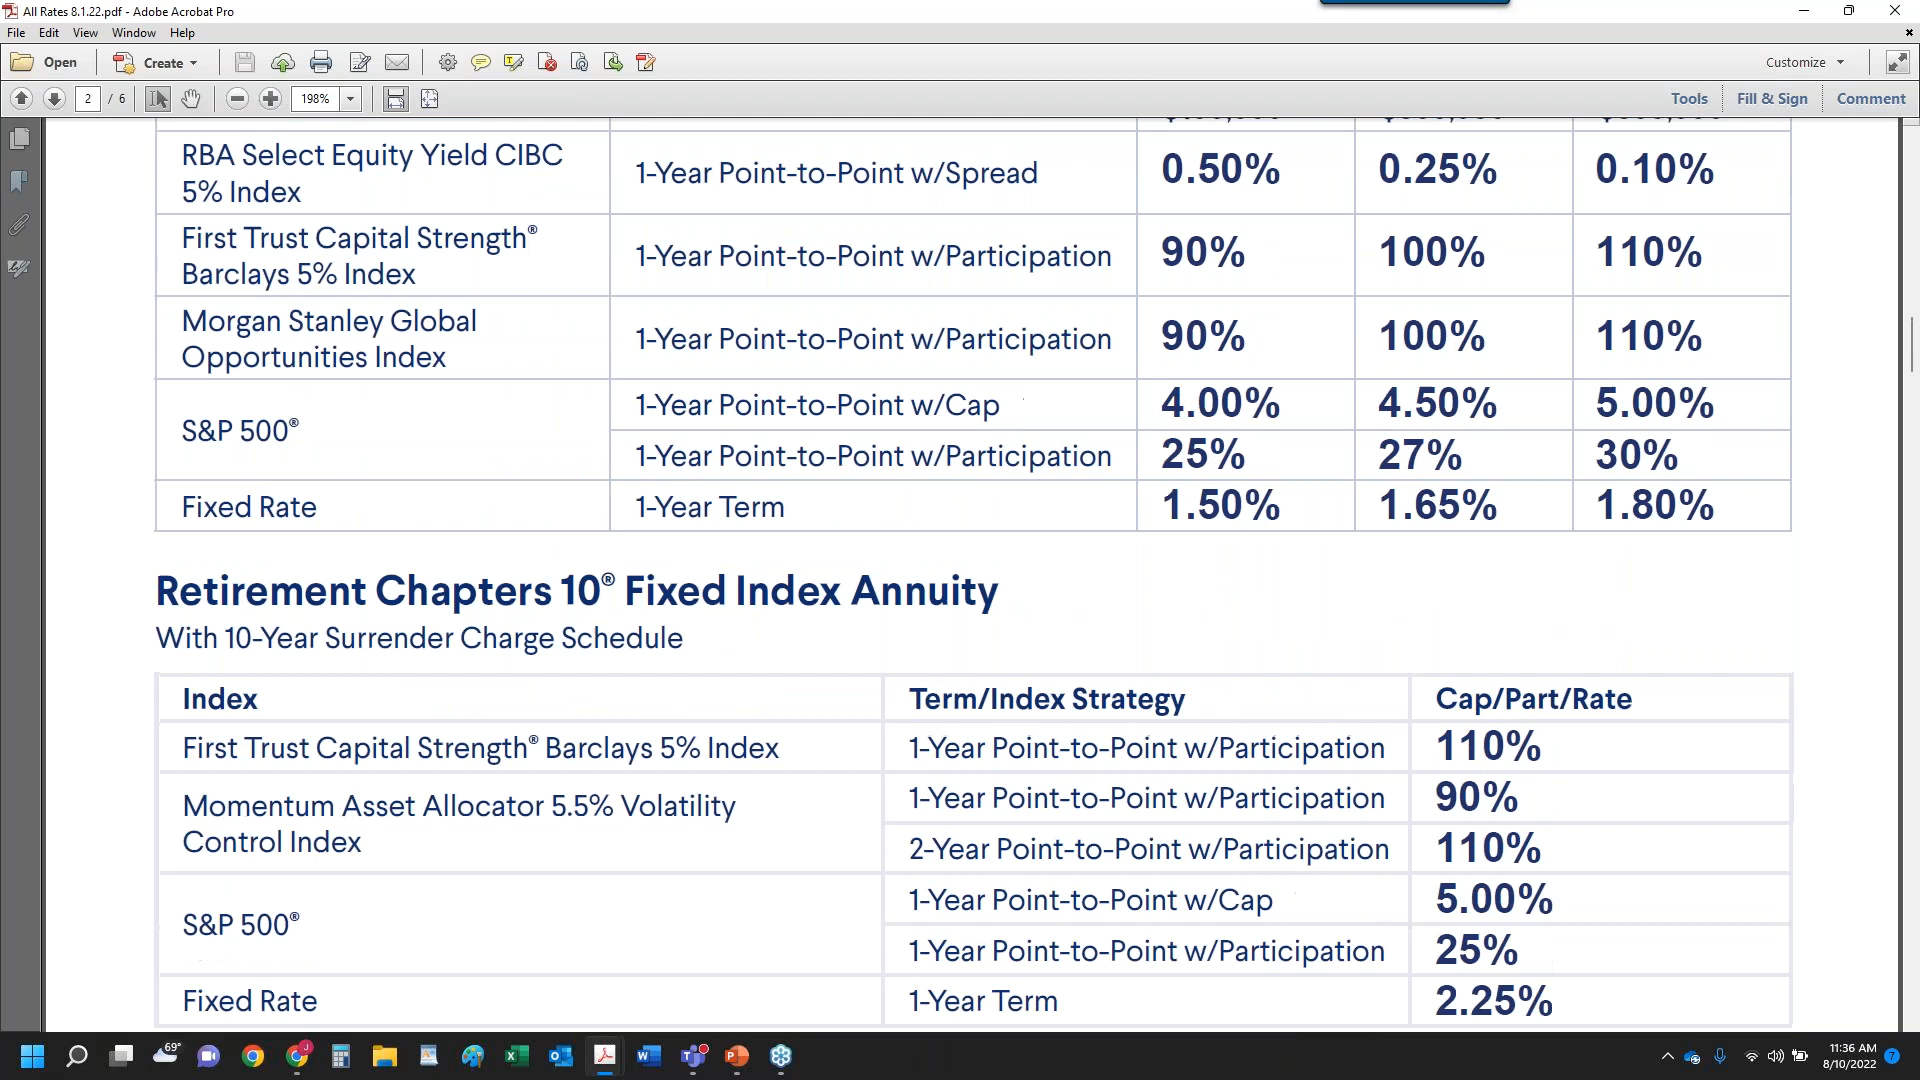 All Rates 8.1.22.pdf - Adobe Acrobat Pro
File Edit View Window Help
Open Create Customize
2 / 6 198% Tools Fill & Sign Comment
RBA Select Equity Yield CIBC
5% Index
1-Year Point-to-Point w/Spread 0.50% 0.25% 0.10%
First Trust Capital Strength®
Barclays 5% Index
1-Year Point-to-Point w/Participation 90% 100% 110%
Morgan Stanley Global
Opportunities Index
1-Year Point-to-Point w/Participation 90% 100% 110%
S&P 500®
1-Year Point-to-Point w/Cap 4.00% 4.50% 5.00%
1-Year Point-to-Point w/Participation 25% 27% 30%
Fixed Rate 1-Year Term 1.50% 1.65% 1.80%
Retirement Chapters 10® Fixed Index Annuity
With 10-Year Surrender Charge Schedule
Index Term/Index Strategy Cap/Part/Rate
First Trust Capital Strength® Barclays 5% Index 1-Year Point-to-Point w/Participation 110%
Momentum Asset Allocator 5.5% Volatility
Control Index
1-Year Point-to-Point w/Participation 90%
2-Year Point-to-Point w/Participation 110%
S&P 500®
1-Year Point-to-Point w/Cap 5.00%
1-Year Point-to-Point w/Participation 25%
Fixed Rate 1-Year Term 2.25%
69°
11:36 AM
8/10/2022
7